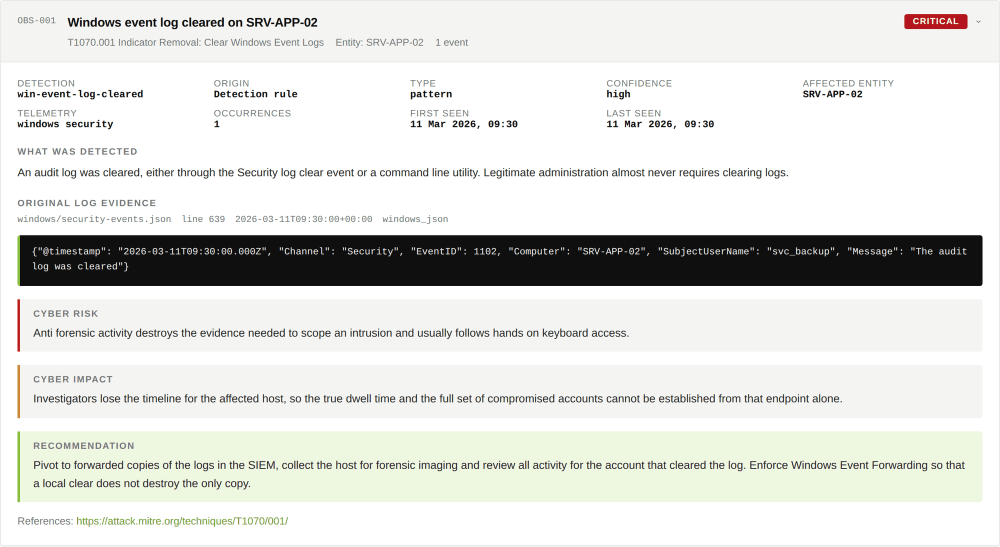 OBS-001 Windows event log cleared on SRV-APP-02 CRITICAL
T1070.001 Indicator Removal: Clear Windows Event Logs Entity: SRV-APP-02 1 event
DETECTION ORIGIN TYPE CONFIDENCE AFFECTED ENTITY
win-event-log-cleared Detection rule pattern high SRV-APP-02
TELEMETRY OCCURRENCES FIRST SEEN LAST SEEN
windows security 1 11 Mar 2026, 09:30 11 Mar 2026, 09:30
WHAT WAS DETECTED
An audit log was cleared, either through the Security log clear event or a command line utility. Legitimate administration almost never requires clearing logs.
ORIGINAL LOG EVIDENCE
windows/security-events.json line 639 2026-03-11T09:30:00+00:00 windows_json
{"@timestamp": "2026-03-11T09:30:00.000Z", "Channel": "Security", "EventID": 1102, "Computer": "SRV-APP-02", "SubjectUserName": "svc_backup", "Message": "The audit
log was cleared"}
CYBER RISK
Anti forensic activity destroys the evidence needed to scope an intrusion and usually follows hands on keyboard access.
CYBER IMPACT
Investigators lose the timeline for the affected host, so the true dwell time and the full set of compromised accounts cannot be established from that endpoint alone.
RECOMMENDATION
Pivot to forwarded copies of the logs in the SIEM, collect the host for forensic imaging and review all activity for the account that cleared the log. Enforce Windows Event Forwarding so that
a local clear does not destroy the only copy.
References: https://attack.mitre.org/techniques/T1070/001/